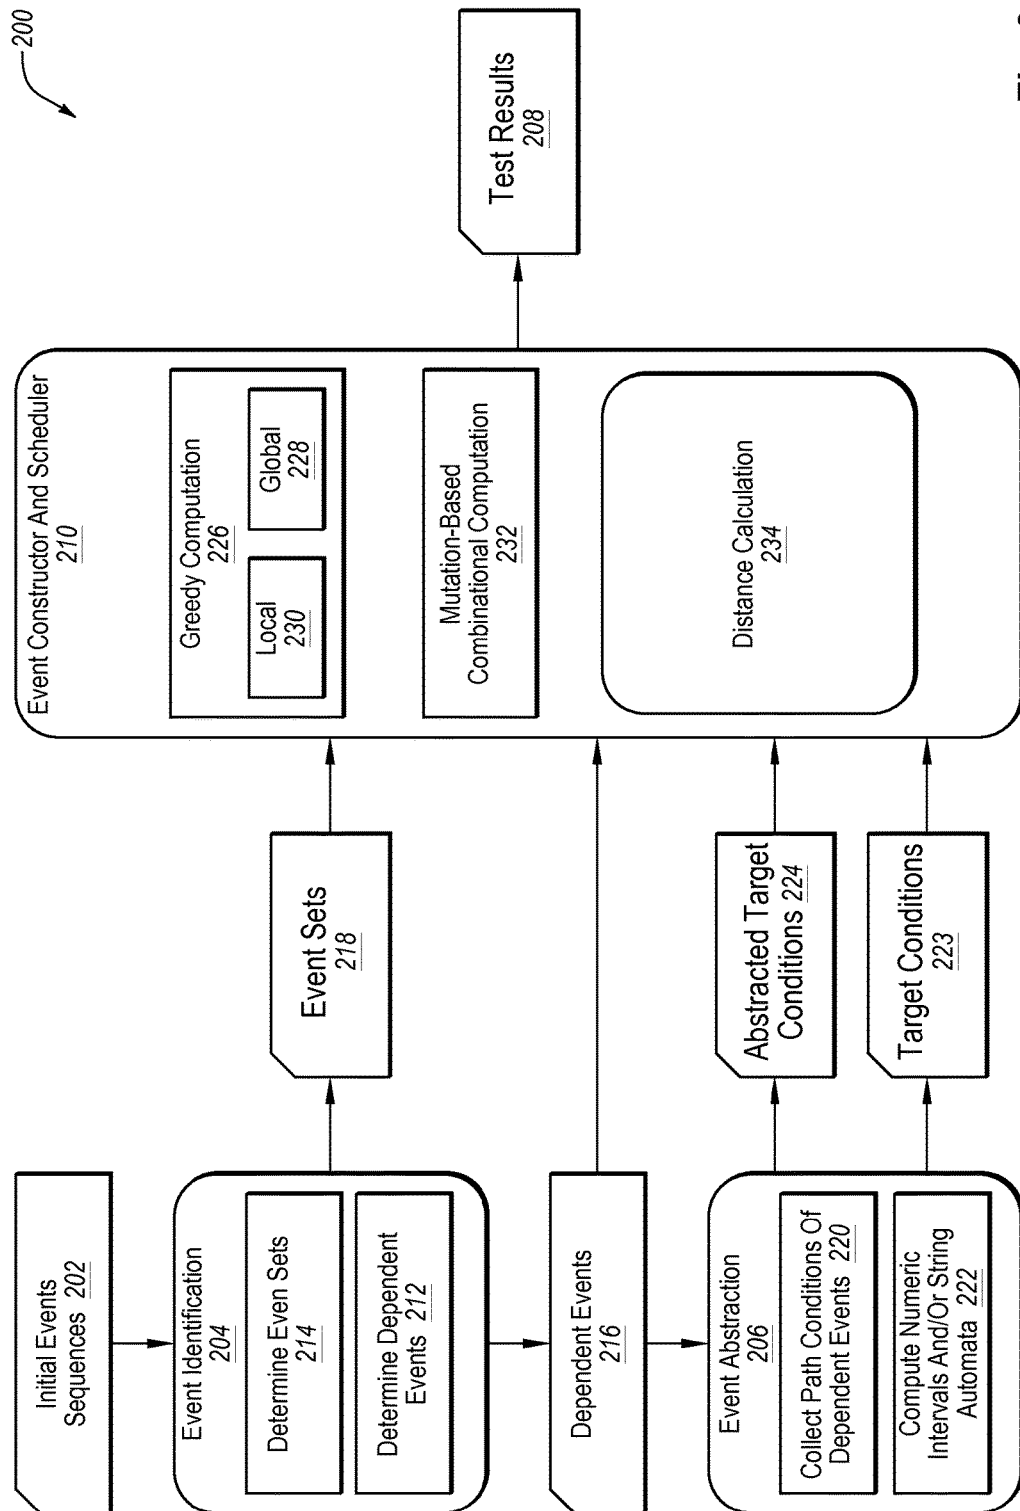 200
Initial Events
Sequences 202
Event Identification
204
Determine Even Sets
214
Determine Dependent
Events 212
Dependent Events
216
Event Abstraction
206
Collect Path Conditions Of
Dependent Events 220
Compute Numeric
Intervals And/Or String
Automata 222
Event Sets
218
Abstracted Target
Conditions 224
Target Conditions
223
Event Constructor And Scheduler
210
Greedy Computation
226
Local
230
Global
228
Mutation-Based
Combinational Computation
232
Distance Calculation
234
Test Results
208